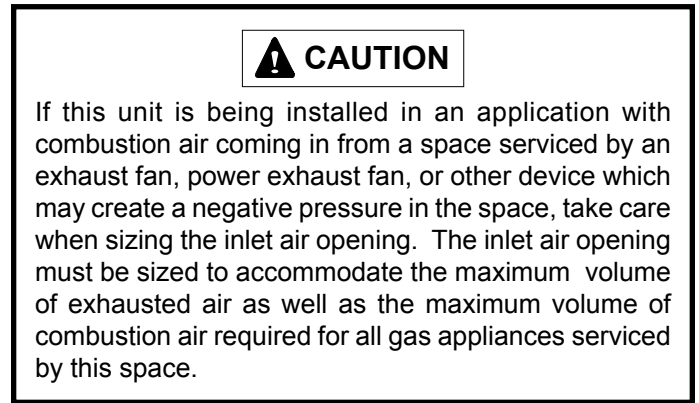 CAUTION
If this unit is being installed in an application with
combustion air coming in from a space serviced by an
exhaust fan, power exhaust fan, or other device which
may create a negative pressure in the space, take care
when sizing the inlet air opening. The inlet air opening
must be sized to accommodate the maximum volume
of exhausted air as well as the maximum volume of
combustion air required for all gas appliances serviced
by this space.